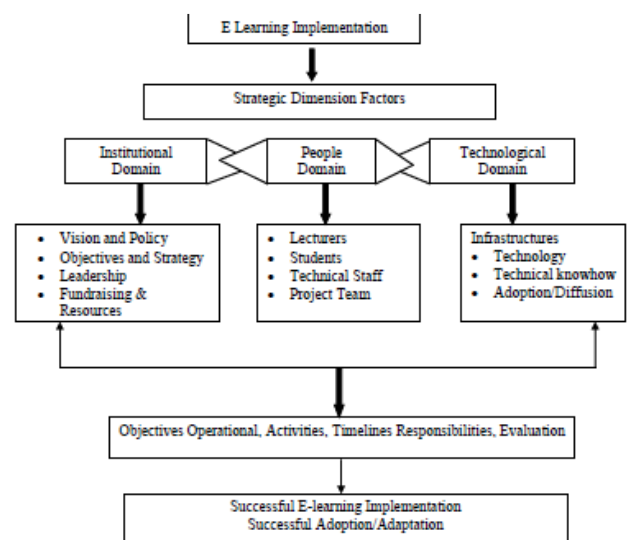 E Learning Implementation
Strategic Dimension Factors
Institutional
Domain
People
Domain
Technological
Domain
• Vision and Policy
• Objectives and Strategy
• Leadership
• Fundraising &
Resources
• Lecturers
• Students
• Technical Staff
• Project Team
Infrastructures
• Technology
• Technical knowhow
• Adoption/Diffusion
Objectives Operational, Activities, Timelines Responsibilities, Evaluation
Successful E-learning Implementation
Successful Adoption/Adaptation